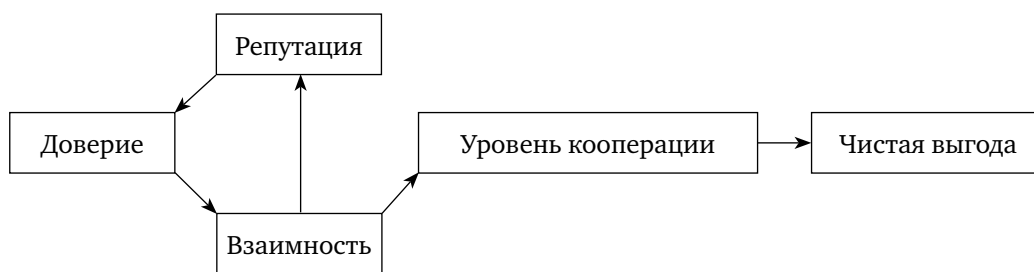 Репутация
Доверие
Уровень кооперации
Чистая выгода
Взаимность